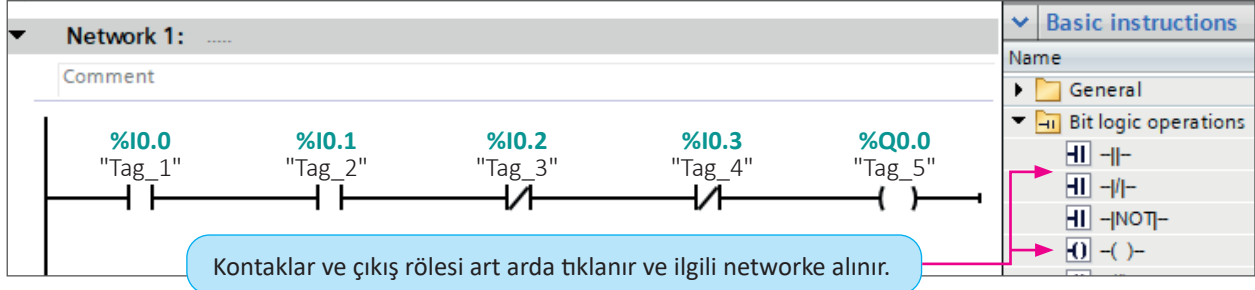 Network 1: .....
Comment
%I0.0 %I0.1 %I0.2 %I0.3 %Q0.0
"Tag_1" "Tag_2" "Tag_3" "Tag_4" "Tag_5"
Kontaklar ve çıkış rölesi art arda tıklanır ve ilgili networke alınır.
Basic instructions
Name
General
Bit logic operations
-||-
-|/|-
-|NOT|-
-( )-